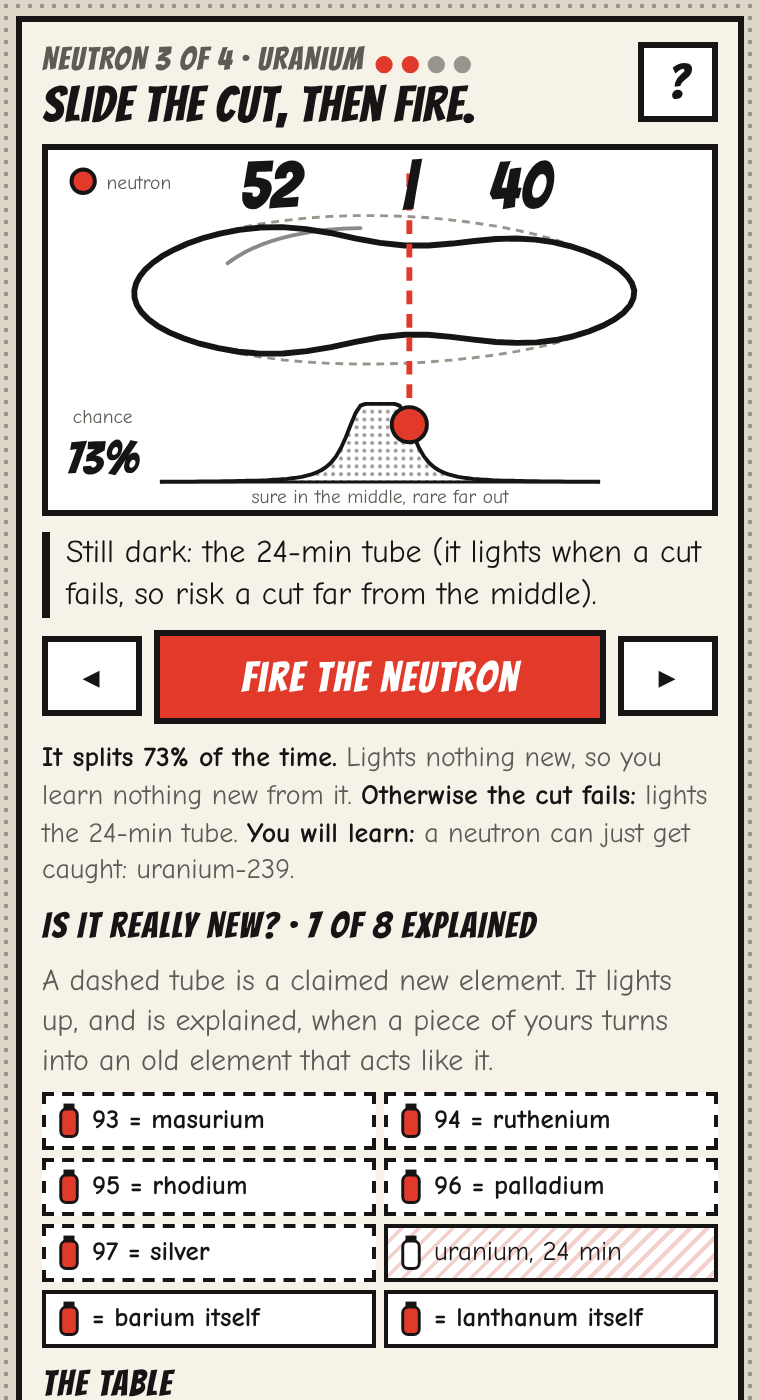 NEUTRON 3 OF 4 · URANIUM
SLIDE THE CUT, THEN FIRE.
?
neutron
52 / 40
chance
73%
sure in the middle, rare far out
Still dark: the 24-min tube (it lights when a cut
fails, so risk a cut far from the middle).
◄ FIRE THE NEUTRON ►
It splits 73% of the time. Lights nothing new, so you
learn nothing new from it. Otherwise the cut fails: lights
the 24-min tube. You will learn: a neutron can just get
caught: uranium-239.
IS IT REALLY NEW? · 7 OF 8 EXPLAINED
A dashed tube is a claimed new element. It lights
up, and is explained, when a piece of yours turns
into an old element that acts like it.
93 = masurium
94 = ruthenium
95 = rhodium
96 = palladium
97 = silver
uranium, 24 min
= barium itself
= lanthanum itself
THE TABLE